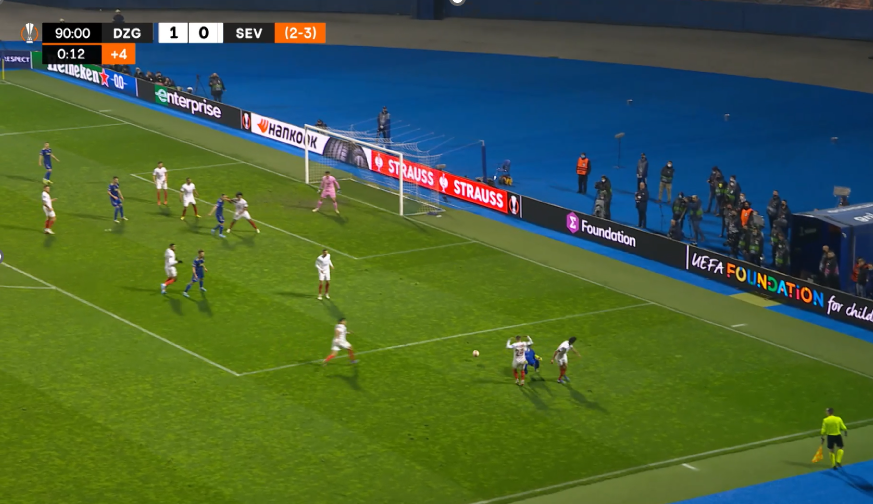 90:00 DZG 1 0 SEV (2-3)
0:12 +4
RESPECT
Heineken
enterprise
HANKOOK
STRAUSS STRAUSS
Foundation
UEFA FOUNDATION for child